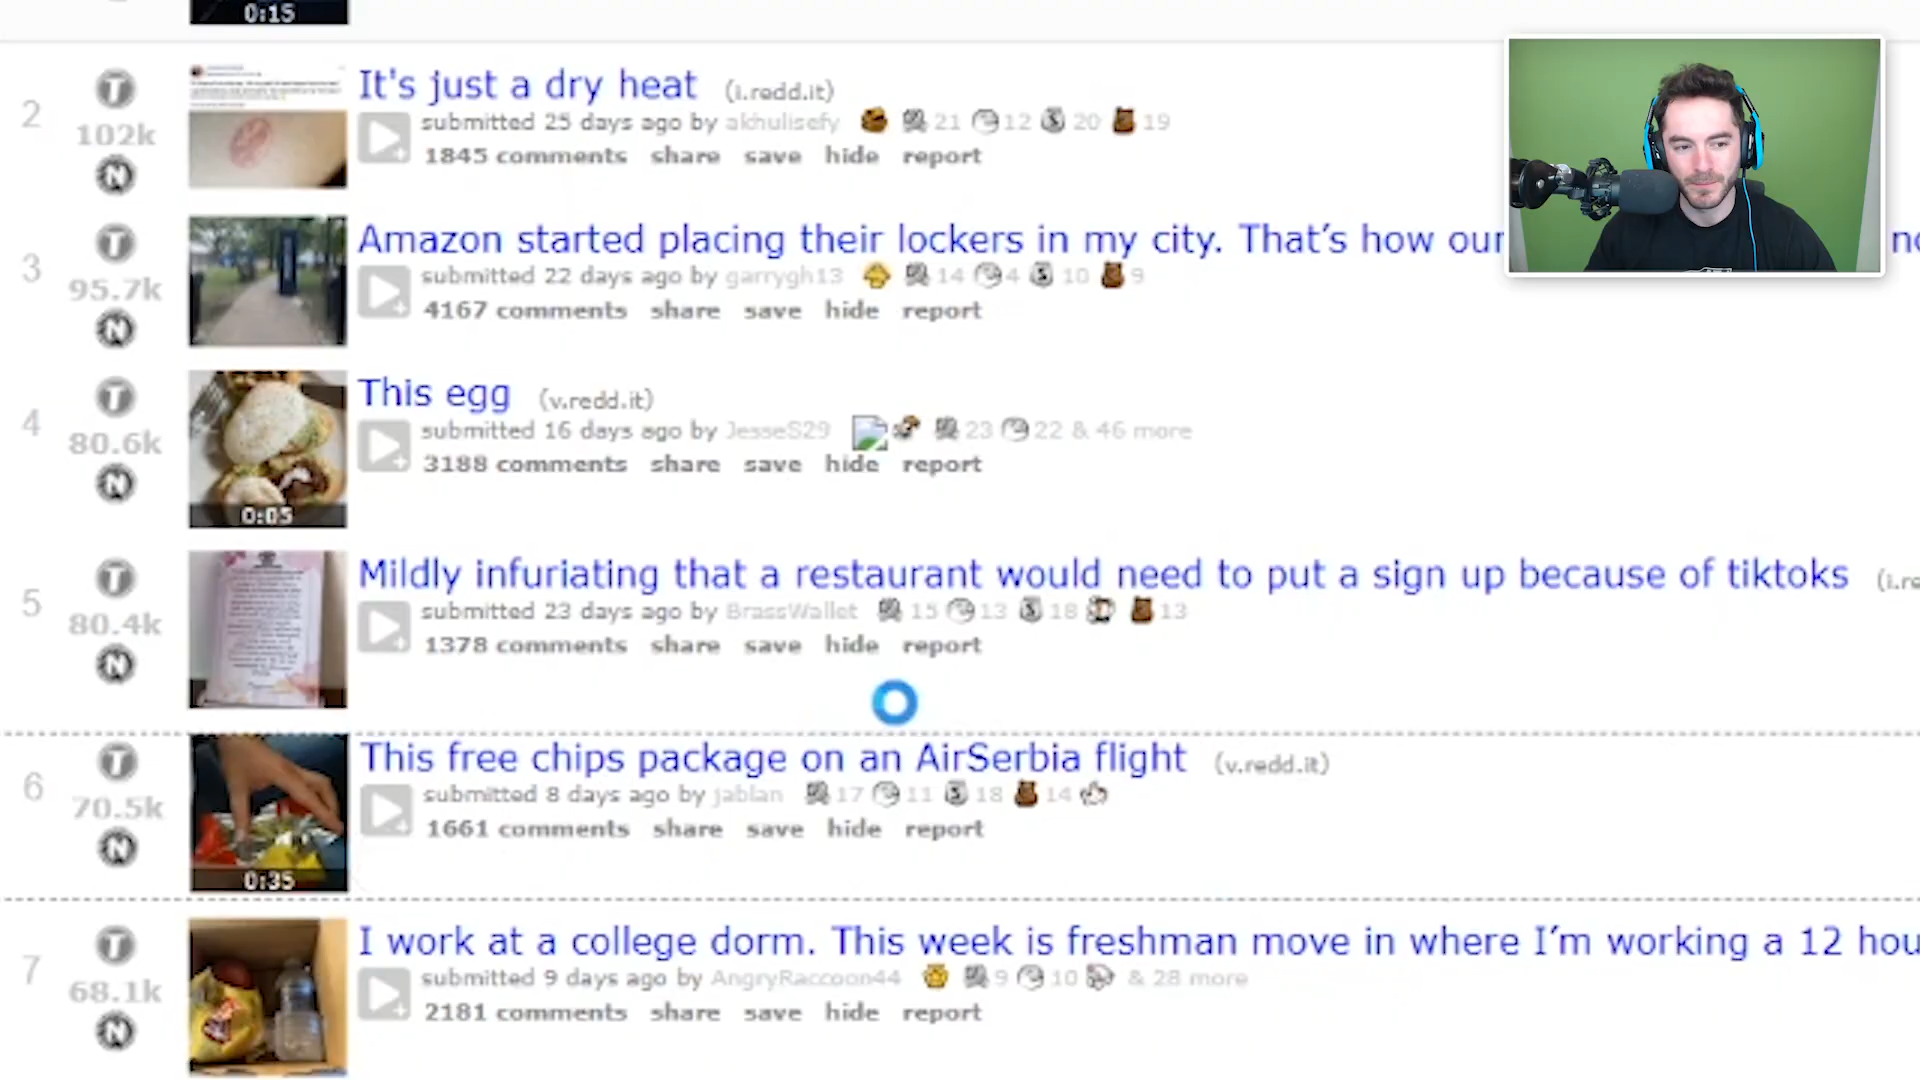 0:15
2
102k
It's just a dry heat (i.redd.it)
submitted 25 days ago by akhulisefy 21 12 20 19
1845 comments share save hide report
3
95.7k
Amazon started placing their lockers in my city. That’s how our
submitted 22 days ago by garrygh13 14 4 10 9
4167 comments share save hide report
4
80.6k
0:05
This egg (v.redd.it)
submitted 16 days ago by JesseS29 23 22 & 46 more
3188 comments share save hide report
5
80.4k
Mildly infuriating that a restaurant would need to put a sign up because of tiktoks (i.re
submitted 23 days ago by BrassWallet 15 13 18 13
1378 comments share save hide report
6
70.5k
0:35
This free chips package on an AirSerbia flight (v.redd.it)
submitted 8 days ago by jablan 17 11 18 14
1661 comments share save hide report
7
68.1k
I work at a college dorm. This week is freshman move in where I’m working a 12 hou
submitted 9 days ago by AngryRaccoon44 9 10 & 28 more
2181 comments share save hide report